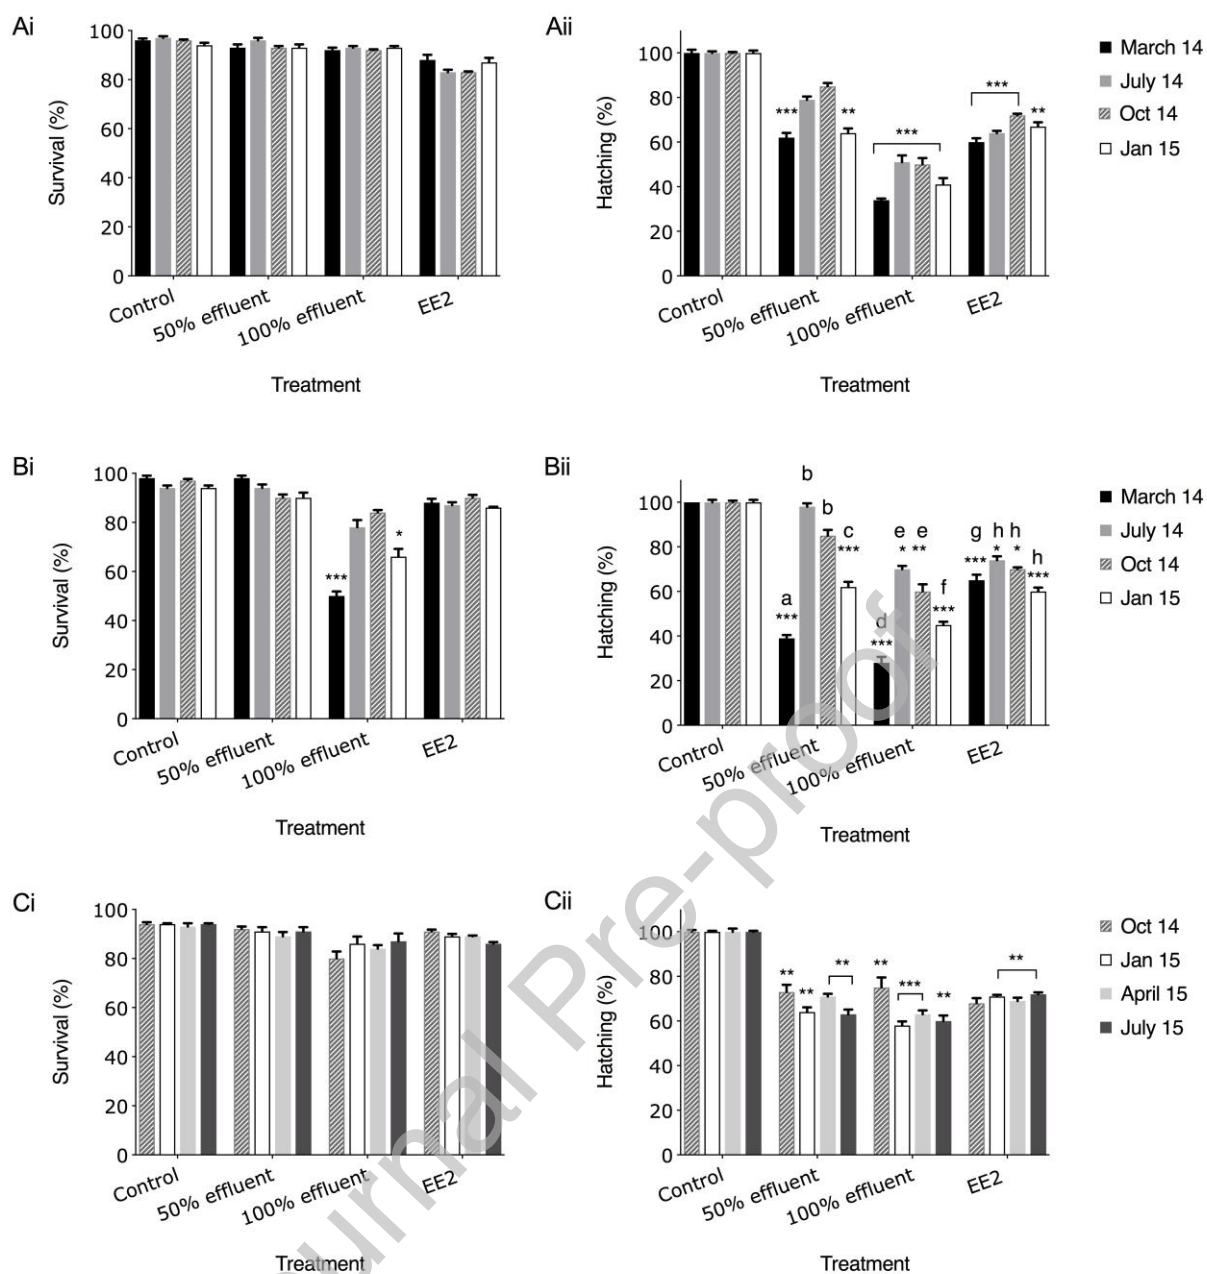 Ai
Survival (%)
100
80
60
40
20
0
Control
50% effluent
100% effluent
EE2
Treatment
Aii
Hatching (%)
100
80
60
40
20
0
***
**
***
***
**
Control
50% effluent
100% effluent
EE2
Treatment
March 14
July 14
Oct 14
Jan 15
Bi
Survival (%)
100
80
60
40
20
0
***
*
Control
50% effluent
100% effluent
EE2
Treatment
Bii
Hatching (%)
100
80
60
40
20
0
a
***
b
b
c
***
d
***
e
*
e
**
f
***
g
***
h
*
h
*
h
***
Control
50% effluent
100% effluent
EE2
Treatment
March 14
July 14
Oct 14
Jan 15
Ci
Survival (%)
100
80
60
40
20
0
Control
50% effluent
100% effluent
EE2
Treatment
Cii
Hatching (%)
100
80
60
40
20
0
**
**
**
**
***
**
**
Control
50% effluent
100% effluent
EE2
Treatment
Oct 14
Jan 15
April 15
July 15
Pre-proof